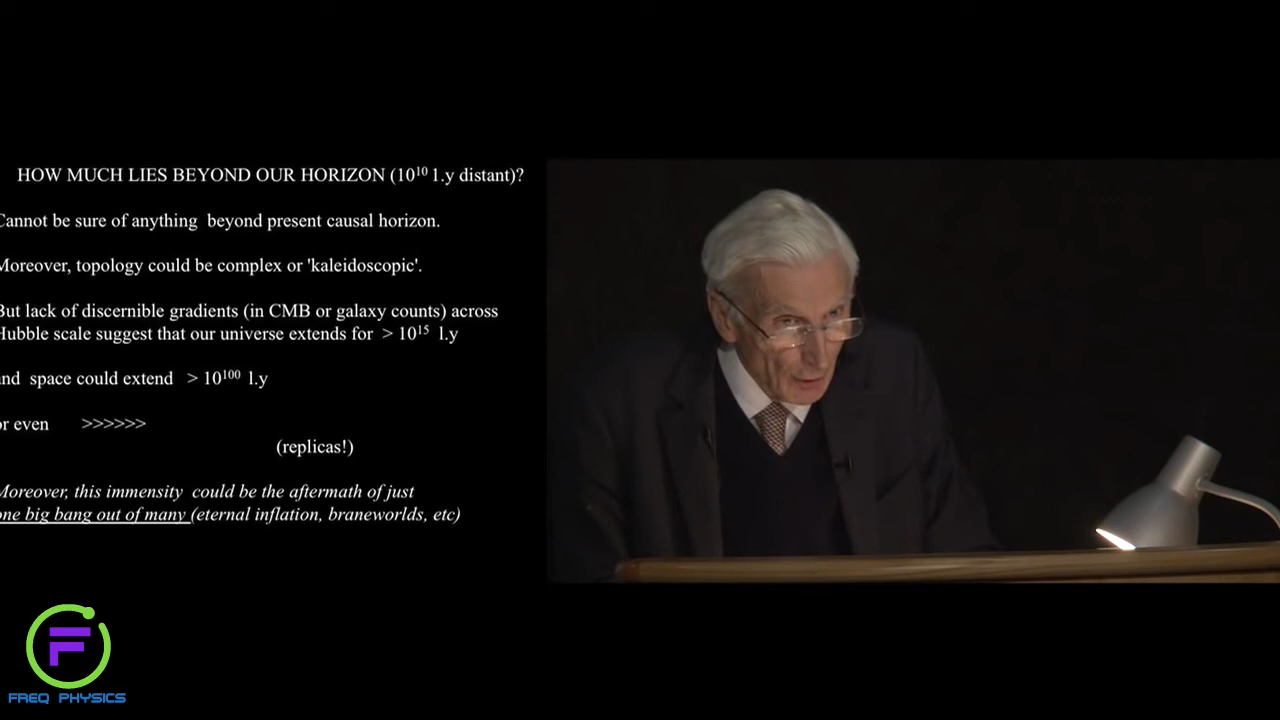 HOW MUCH LIES BEYOND OUR HORIZON (10¹⁰ l.y distant)?
Cannot be sure of anything beyond present causal horizon.
Moreover, topology could be complex or 'kaleidoscopic'.
But lack of discernible gradients (in CMB or galaxy counts) across
Hubble scale suggest that our universe extends for > 10¹⁵ l.y
and space could extend > 10¹⁰⁰ l.y
or even >>>>>>
(replicas!)
Moreover, this immensity could be the aftermath of just
one big bang out of many (eternal inflation, braneworlds, etc)
F
FREQ PHYSICS